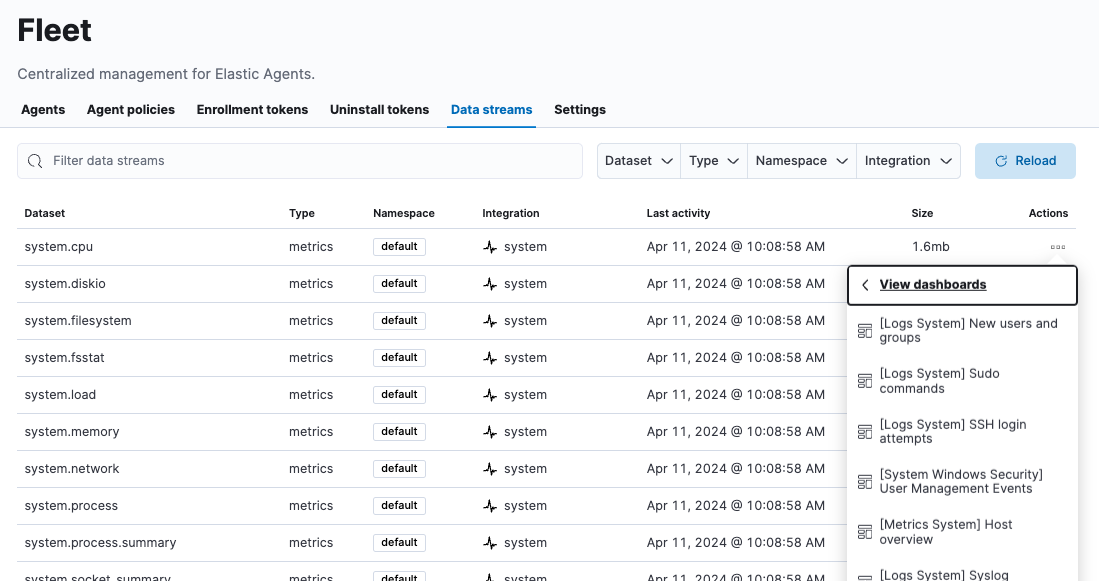 Fleet
Centralized management for Elastic Agents.
Agents Agent policies Enrollment tokens Uninstall tokens Data streams Settings
Filter data streams Dataset Type Namespace Integration Reload
Dataset Type Namespace Integration Last activity Size Actions
system.cpu metrics default system Apr 11, 2024 @ 10:08:58 AM 1.6mb
system.diskio metrics default system Apr 11, 2024 @ 10:08:58 AM
system.filesystem metrics default system Apr 11, 2024 @ 10:08:58 AM
system.fsstat metrics default system Apr 11, 2024 @ 10:08:58 AM
system.load metrics default system Apr 11, 2024 @ 10:08:58 AM
system.memory metrics default system Apr 11, 2024 @ 10:08:58 AM
system.network metrics default system Apr 11, 2024 @ 10:08:58 AM
system.process metrics default system Apr 11, 2024 @ 10:08:58 AM
system.process.summary metrics default system Apr 11, 2024 @ 10:08:58 AM
system.socket_summary metrics default system Apr 11, 2024 @ 10:08:58 AM
View dashboards
[Logs System] New users and
groups
[Logs System] Sudo
commands
[Logs System] SSH login
attempts
[System Windows Security]
User Management Events
[Metrics System] Host
overview
[Logs System] Syslog